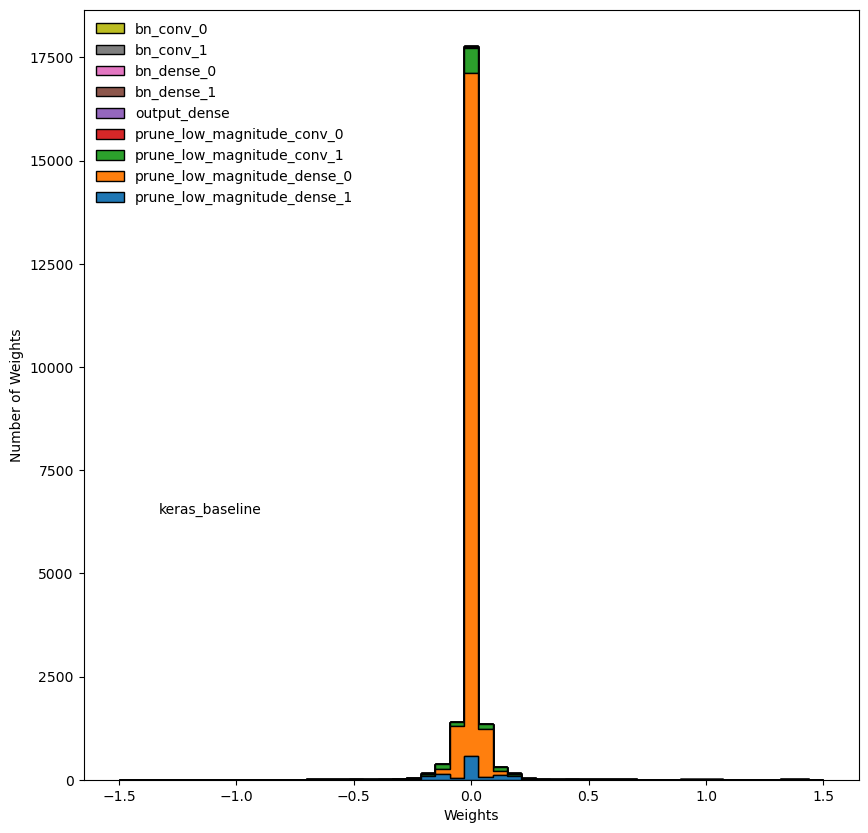 bn_conv_0
bn_conv_1
bn_dense_0
bn_dense_1
output_dense
prune_low_magnitude_conv_0
prune_low_magnitude_conv_1
prune_low_magnitude_dense_0
prune_low_magnitude_dense_1
keras_baseline
Number of Weights
17500
15000
12500
10000
7500
5000
2500
0
−1.5 −1.0 −0.5 0.0 0.5 1.0 1.5
Weights